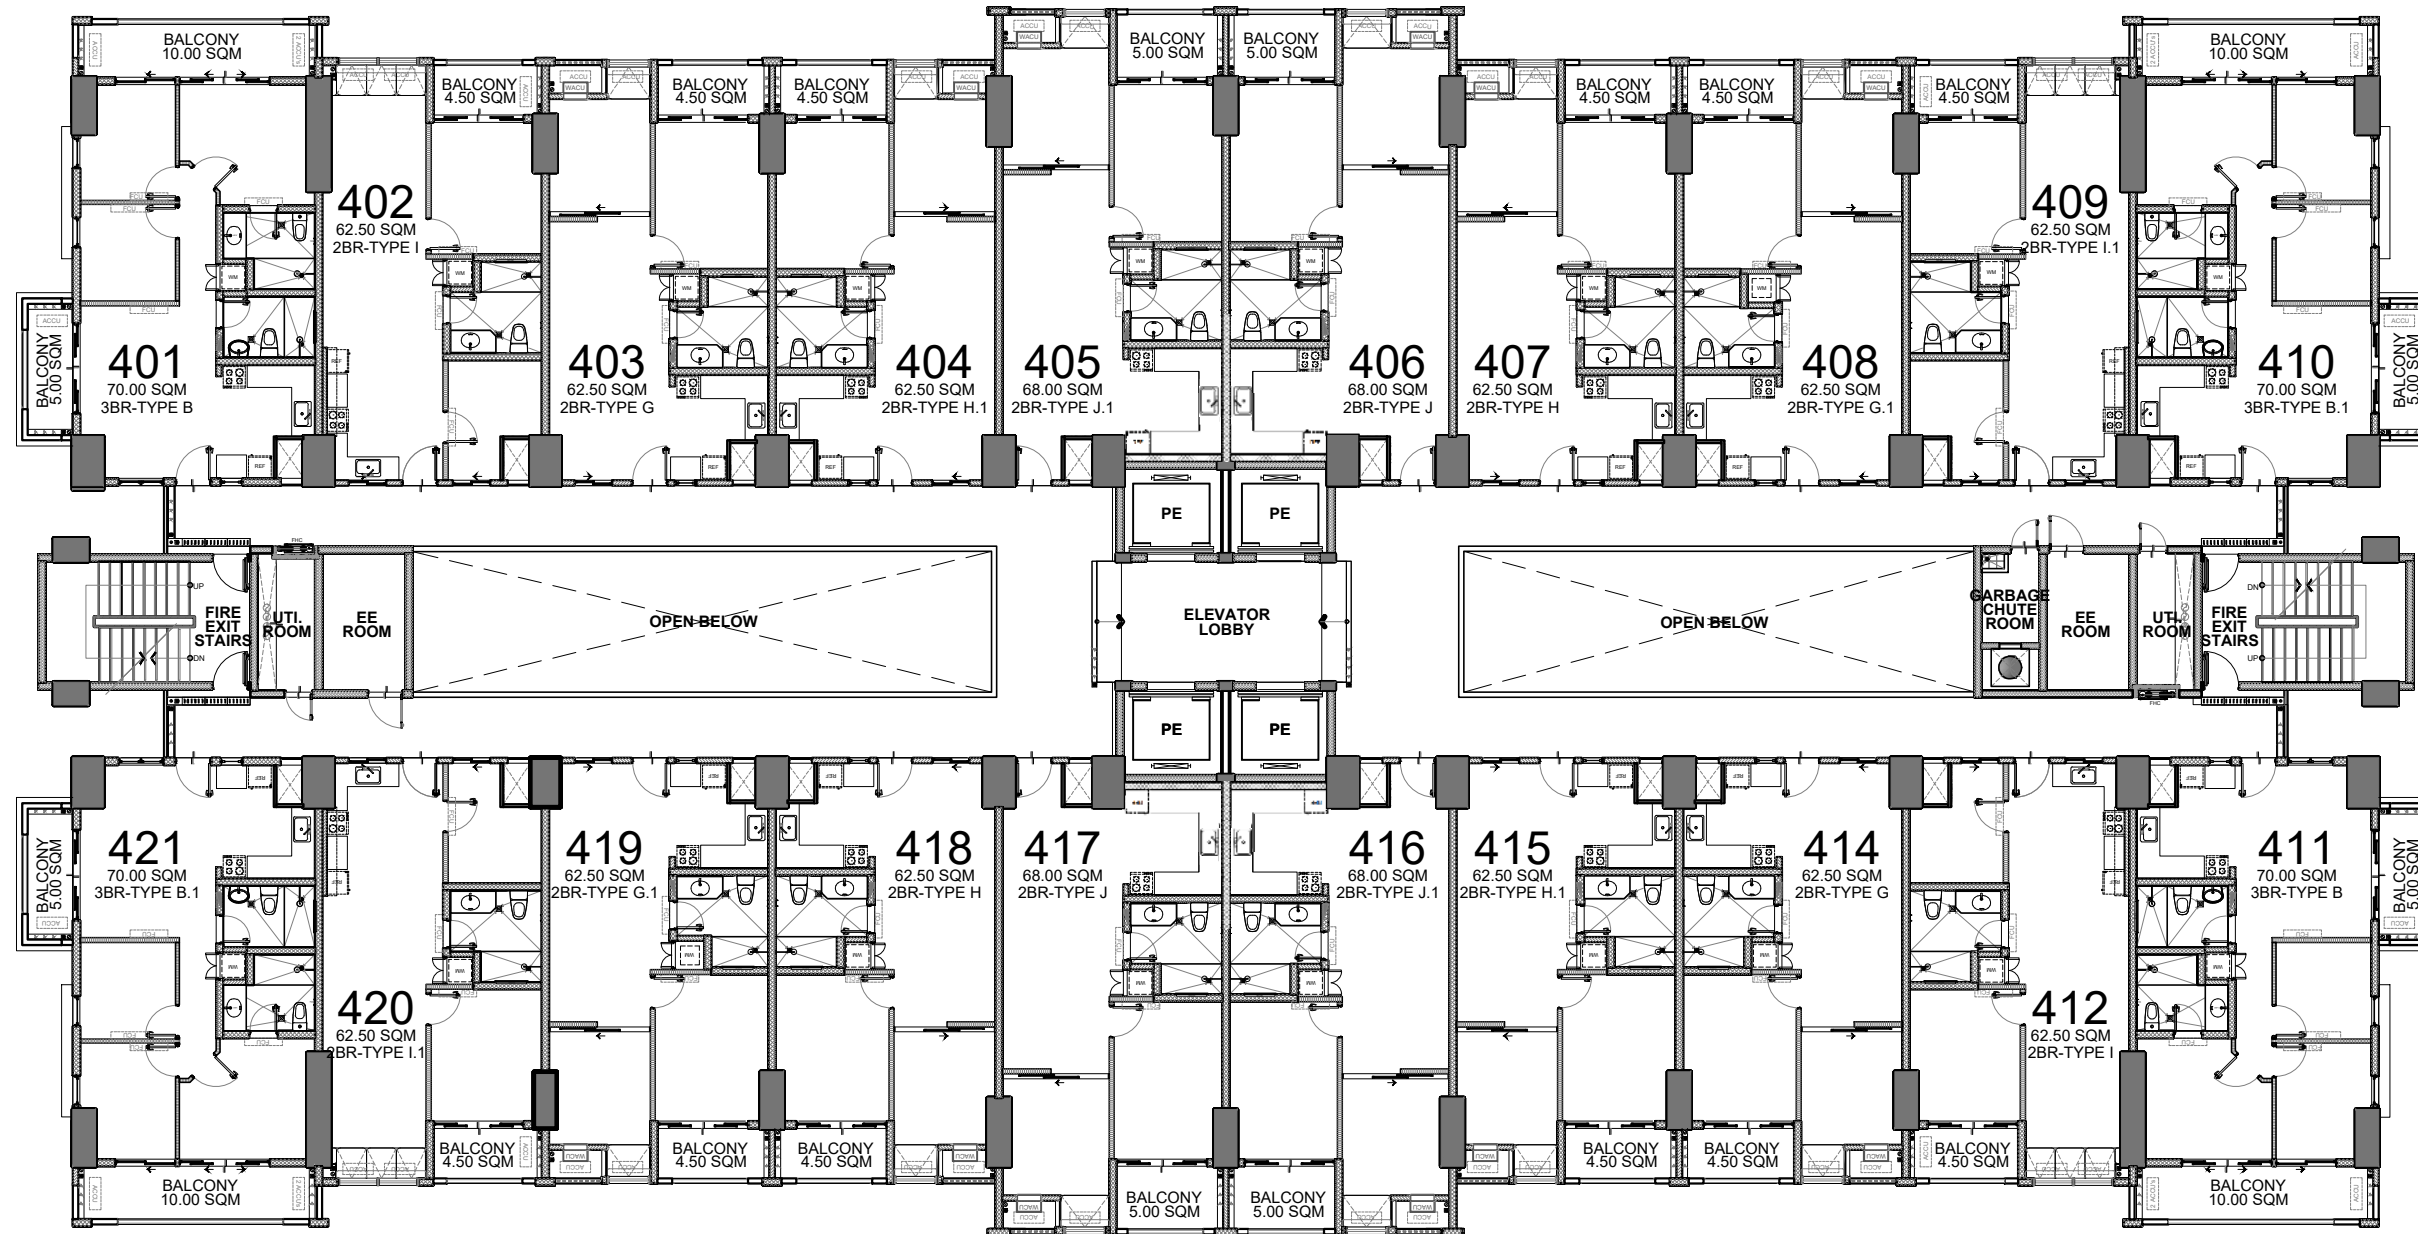 BALCONY
10.00 SQM
BALCONY
4.50 SQM
BALCONY
4.50 SQM
BALCONY
4.50 SQM
BALCONY
5.00 SQM
BALCONY
5.00 SQM
BALCONY
4.50 SQM
BALCONY
4.50 SQM
BALCONY
4.50 SQM
BALCONY
10.00 SQM
401
70.00 SQM
3BR-TYPE B
BALCONY
5.00 SQM
402
62.50 SQM
2BR-TYPE I
403
62.50 SQM
2BR-TYPE G
404
62.50 SQM
2BR-TYPE H.1
405
68.00 SQM
2BR-TYPE J.1
406
68.00 SQM
2BR-TYPE J
407
62.50 SQM
2BR-TYPE H
408
62.50 SQM
2BR-TYPE G.1
409
62.50 SQM
2BR-TYPE I.1
410
70.00 SQM
3BR-TYPE B.1
BALCONY
5.00 SQM
PE
PE
FHC
UP
DN
FIRE
EXIT
STAIRS
UTI.
ROOM
EE
ROOM
OPEN BELOW
ELEVATOR
LOBBY
OPEN BELOW
GARBAGE
CHUTE
ROOM
EE
ROOM
UTI.
ROOM
FIRE
EXIT
STAIRS
DN
UP
FHC
PE
PE
421
70.00 SQM
3BR-TYPE B.1
BALCONY
5.00 SQM
420
62.50 SQM
2BR-TYPE I.1
419
62.50 SQM
2BR-TYPE G.1
418
62.50 SQM
2BR-TYPE H
417
68.00 SQM
2BR-TYPE J
416
68.00 SQM
2BR-TYPE J.1
415
62.50 SQM
2BR-TYPE H.1
414
62.50 SQM
2BR-TYPE G
412
62.50 SQM
2BR-TYPE I
411
70.00 SQM
3BR-TYPE B
BALCONY
5.00 SQM
BALCONY
10.00 SQM
BALCONY
4.50 SQM
BALCONY
4.50 SQM
BALCONY
4.50 SQM
BALCONY
5.00 SQM
BALCONY
5.00 SQM
BALCONY
4.50 SQM
BALCONY
4.50 SQM
BALCONY
4.50 SQM
BALCONY
10.00 SQM